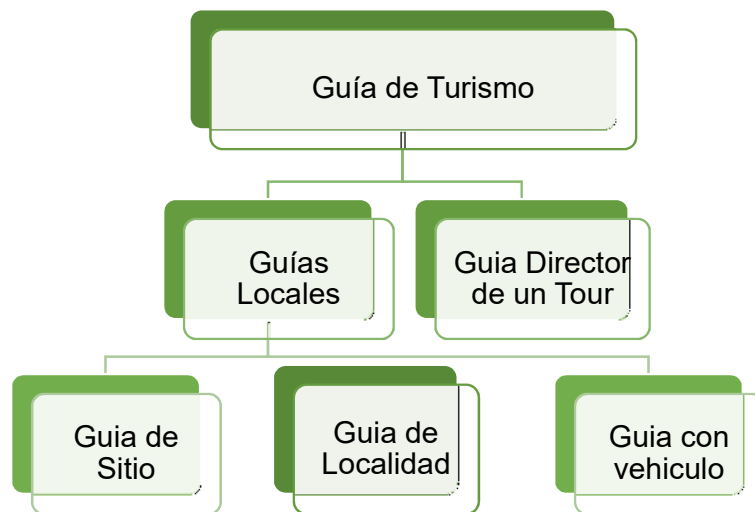 Guía de Turismo
Guías
Locales
Guia Director
de un Tour
Guia de
Sitio
Guia de
Localidad
Guia con
vehiculo